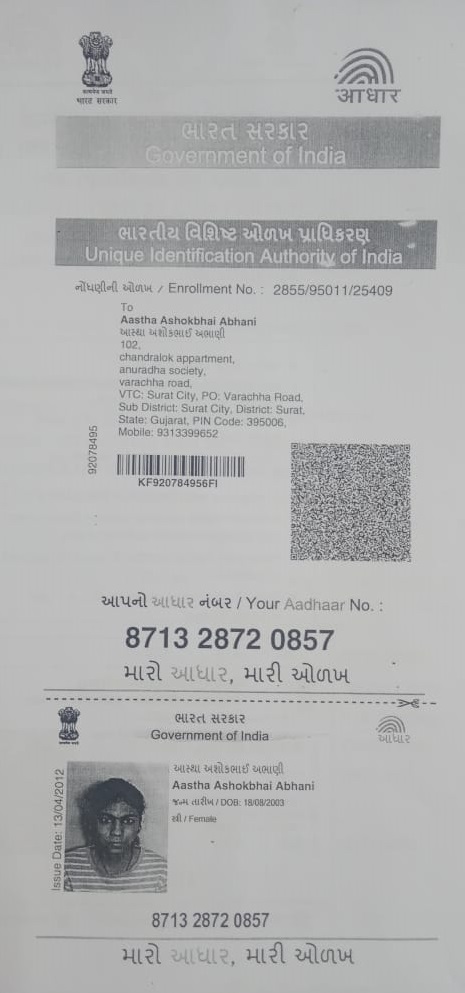 भारत सरकार
आधार
ભારત સરકાર
Government of India
ભારતીય વિશિષ્ટ ઓળખ પ્રાધિકરણ
Unique Identification Authority of India
નોંધણીની ઓળખ / Enrollment No. : 2855/95011/25409
To
Aastha Ashokbhai Abhani
આસ્થા અશોકભાઈ અભાણી
102,
chandralok appartment,
anuradha society,
varachha road,
VTC: Surat City, PO: Varachha Road,
Sub District: Surat City, District: Surat,
State: Gujarat, PIN Code: 395006,
Mobile: 9313399652
92078495
KF920784956FI
આપનો આધાર નંબર / Your Aadhaar No. :
8713 2872 0857
મારો આધાર, મારી ઓળખ
ભારત સરકાર
Government of India
આધાર
આસ્થા અશોકભાઈ અભાણી
Aastha Ashokbhai Abhani
જન્મ તારીખ / DOB: 18/08/2003
સ્ત્રી / Female
Issue Date: 13/04/2012
8713 2872 0857
મારો આધાર, મારી ઓળખ